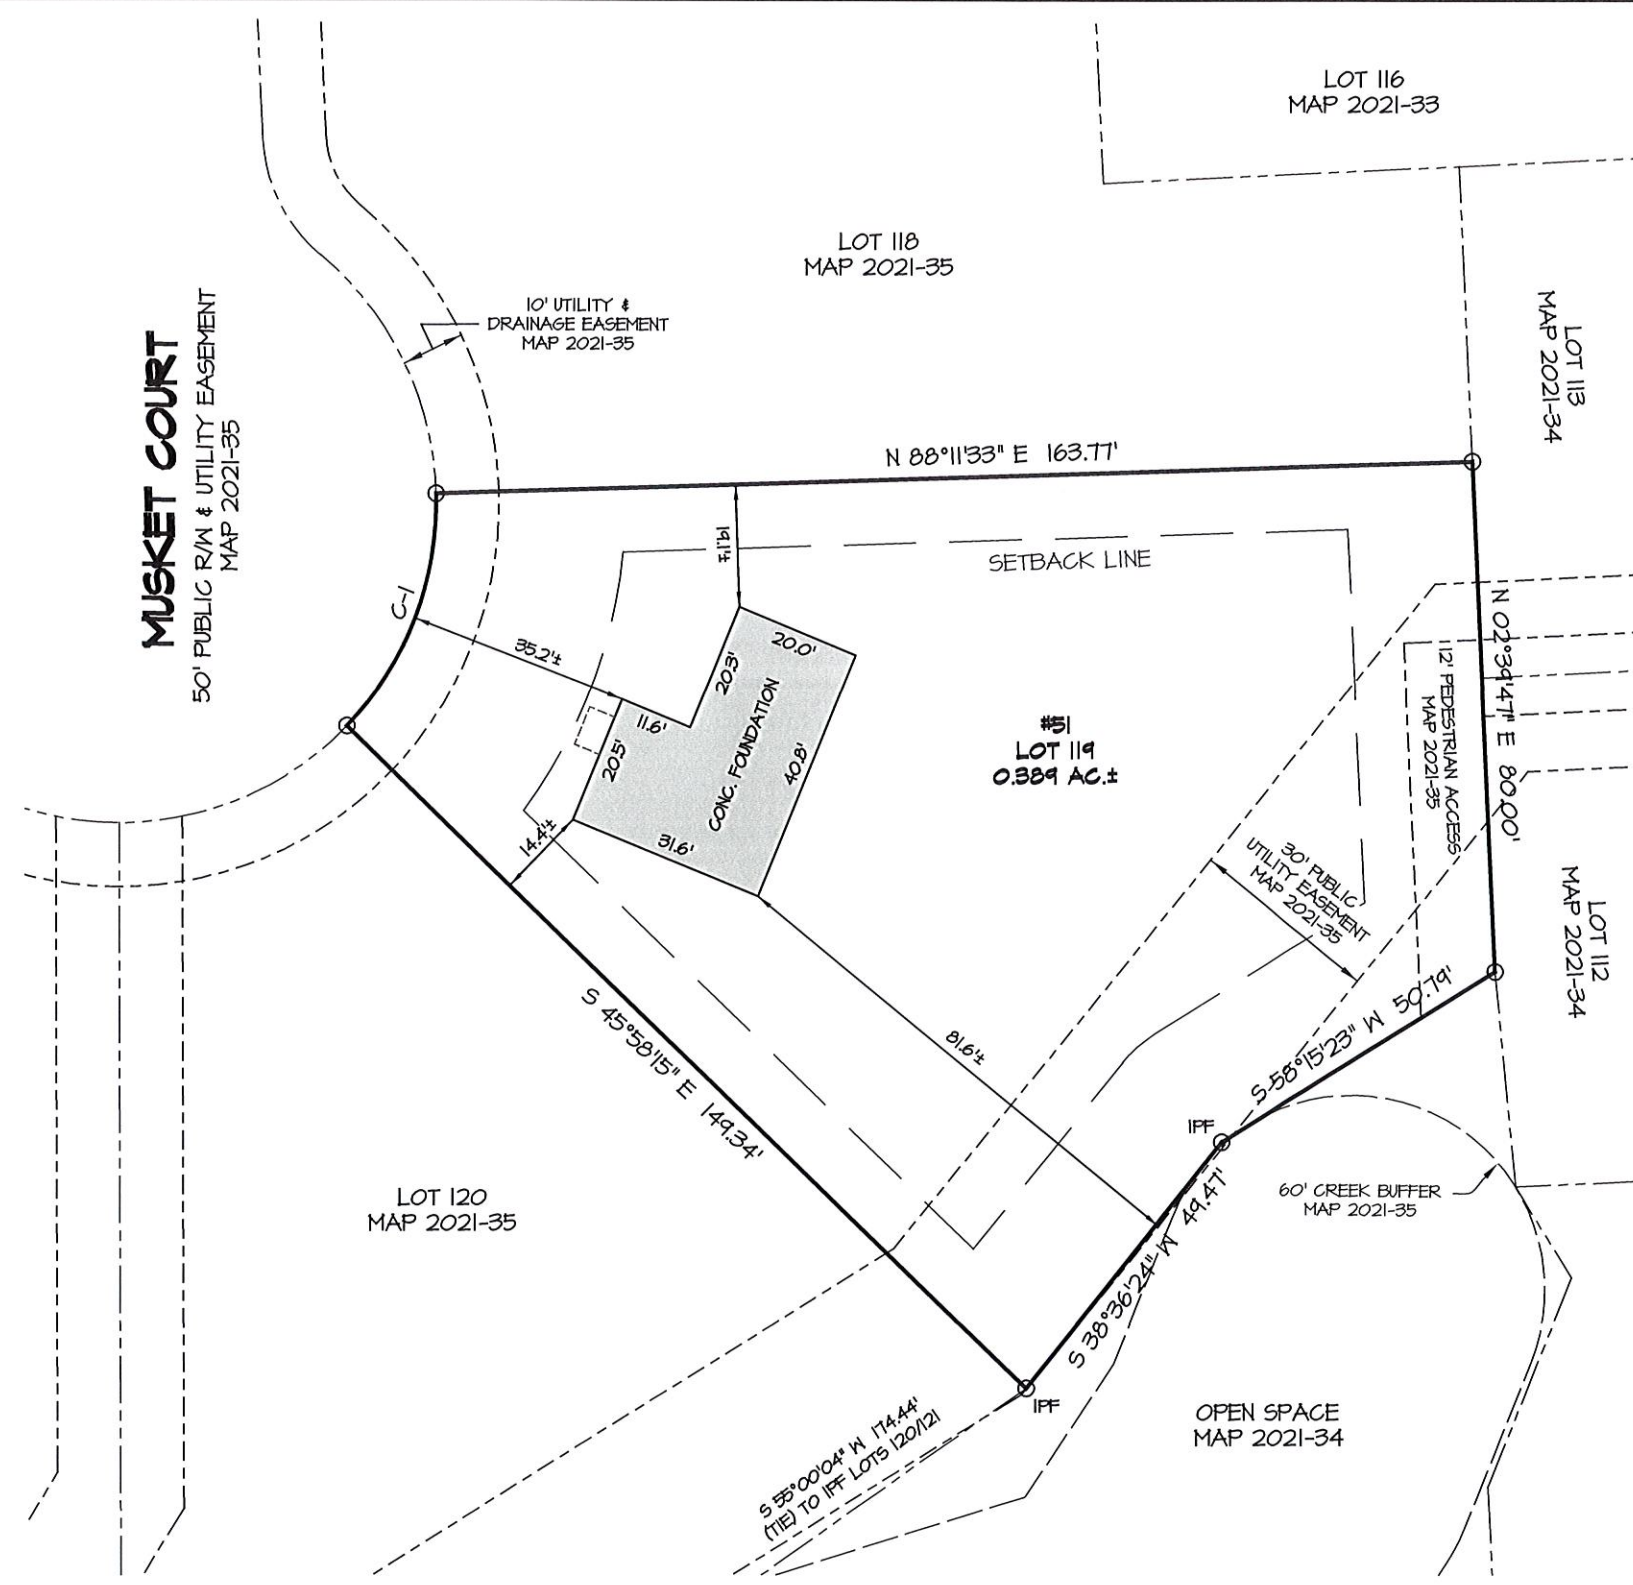 LOT 116
MAP 2021-33
LOT 118
MAP 2021-35
10' UTILITY &
DRAINAGE EASEMENT
MAP 2021-35
MUSKET COURT
50' PUBLIC R/W & UTILITY EASEMENT
MAP 2021-35
LOT 113
MAP 2021-34
N 88°11'33" E 163.77'
19.1'±
SETBACK LINE
C-1
35.2'±
20.0'
20.3'
11.6'
20.5'
CONC. FOUNDATION
40.8'
31.6'
14.4'±
#51
LOT 119
0.389 AC.±
N 02°39'47" E 80.00'
12' PEDESTRIAN ACCESS
MAP 2021-35
30' PUBLIC
UTILITY EASEMENT
MAP 2021-35
LOT 112
MAP 2021-34
S 58°15'23" W 50.79'
81.6'±
S 45°58'15" E 149.34'
IPF
S 38°36'24" W 49.47'
60' CREEK BUFFER
MAP 2021-35
LOT 120
MAP 2021-35
IPF
OPEN SPACE
MAP 2021-34
S 55°00'04" W 174.44'
(TIE) TO IPF LOTS 120/121